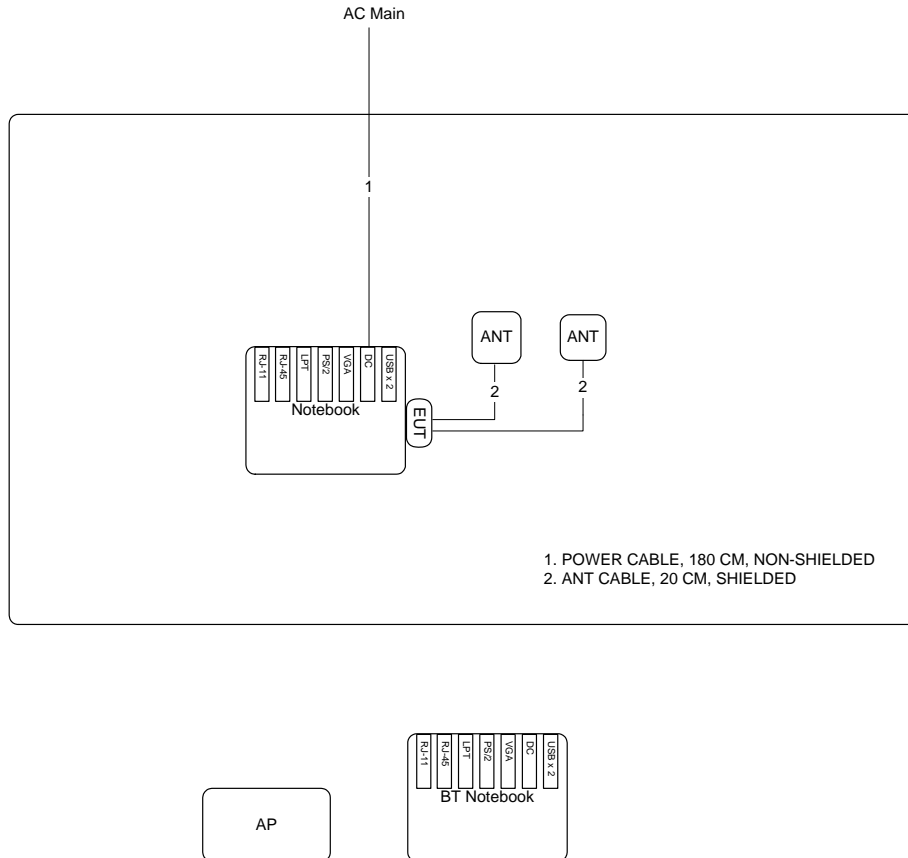 AC Main
1
ANT
ANT
2
2
RJ-11
RJ-45
LPT
PS/2
VGA
DC
USB x 2
Notebook
EUT
1. POWER CABLE, 180 CM, NON-SHIELDED
2. ANT CABLE, 20 CM, SHIELDED
RJ-11
RJ-45
LPT
PS/2
VGA
DC
USB x 2
BT Notebook
AP